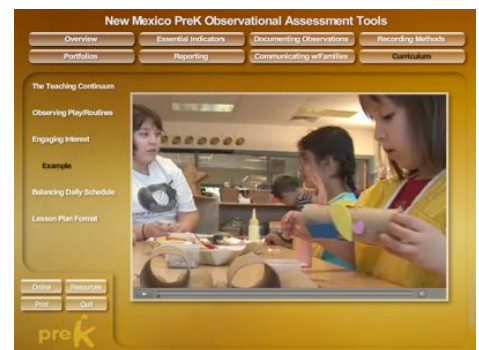 New Mexico PreK Observational Assessment Tools
Overview
Essential Indicators
Documenting Observations
Recording Methods
Portfolios
Reporting
Communicating w/Families
Curriculum
The Teaching Continuum
Observing Play/Routines
Engaging Interest
Example
Balancing Daily Schedule
Lesson Plan Format
Online
Resources
Print
Quit
preK